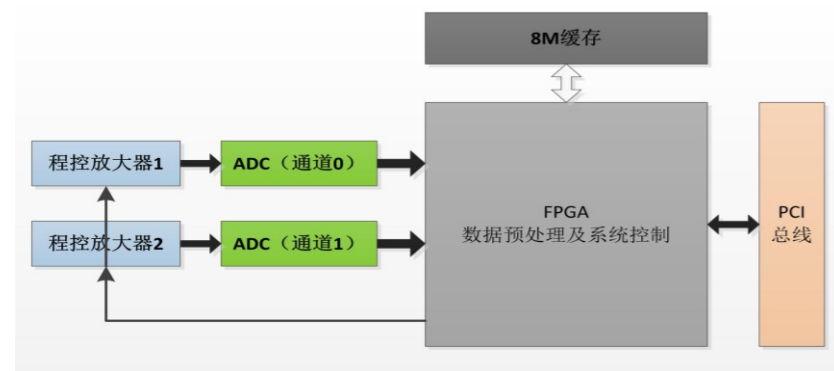 8M缓存
程控放大器1
ADC（通道0）
程控放大器2
ADC（通道1）
FPGA
数据预处理及系统控制
PCI
总线